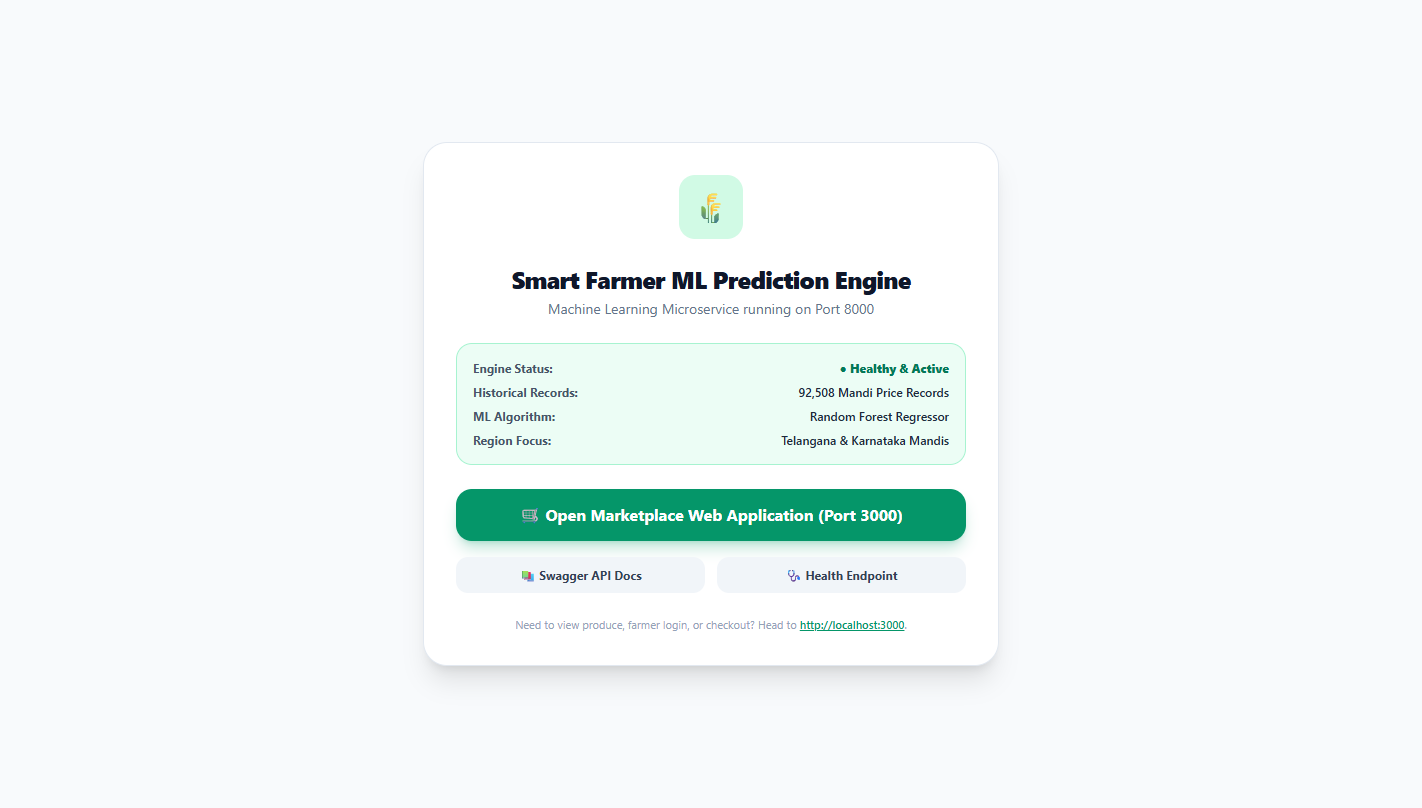 Smart Farmer ML Prediction Engine
Machine Learning Microservice running on Port 8000
Engine Status: ● Healthy & Active
Historical Records: 92,508 Mandi Price Records
ML Algorithm: Random Forest Regressor
Region Focus: Telangana & Karnataka Mandis
🛒 Open Marketplace Web Application (Port 3000)
📚 Swagger API Docs 🩺 Health Endpoint
Need to view produce, farmer login, or checkout? Head to http://localhost:3000.